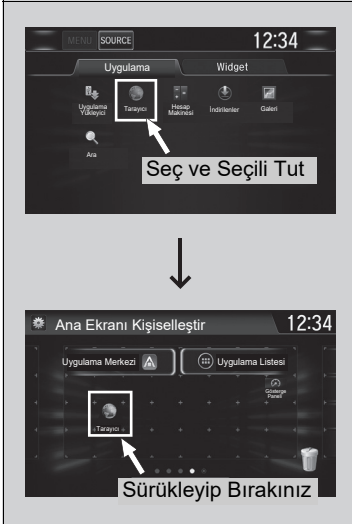 MENU SOURCE 12:34
Uygulama Widget
Uygulama Yükleyici
Tarayıcı
Hesap Makinesi
İndirilenler
Galeri
Ara
Seç ve Seçili Tut
Ana Ekranı Kişiselleştir 12:34
Uygulama Merkezi
Uygulama Listesi
Gösterge Paneli
Tarayıcı
Sürükleyip Bırakınız